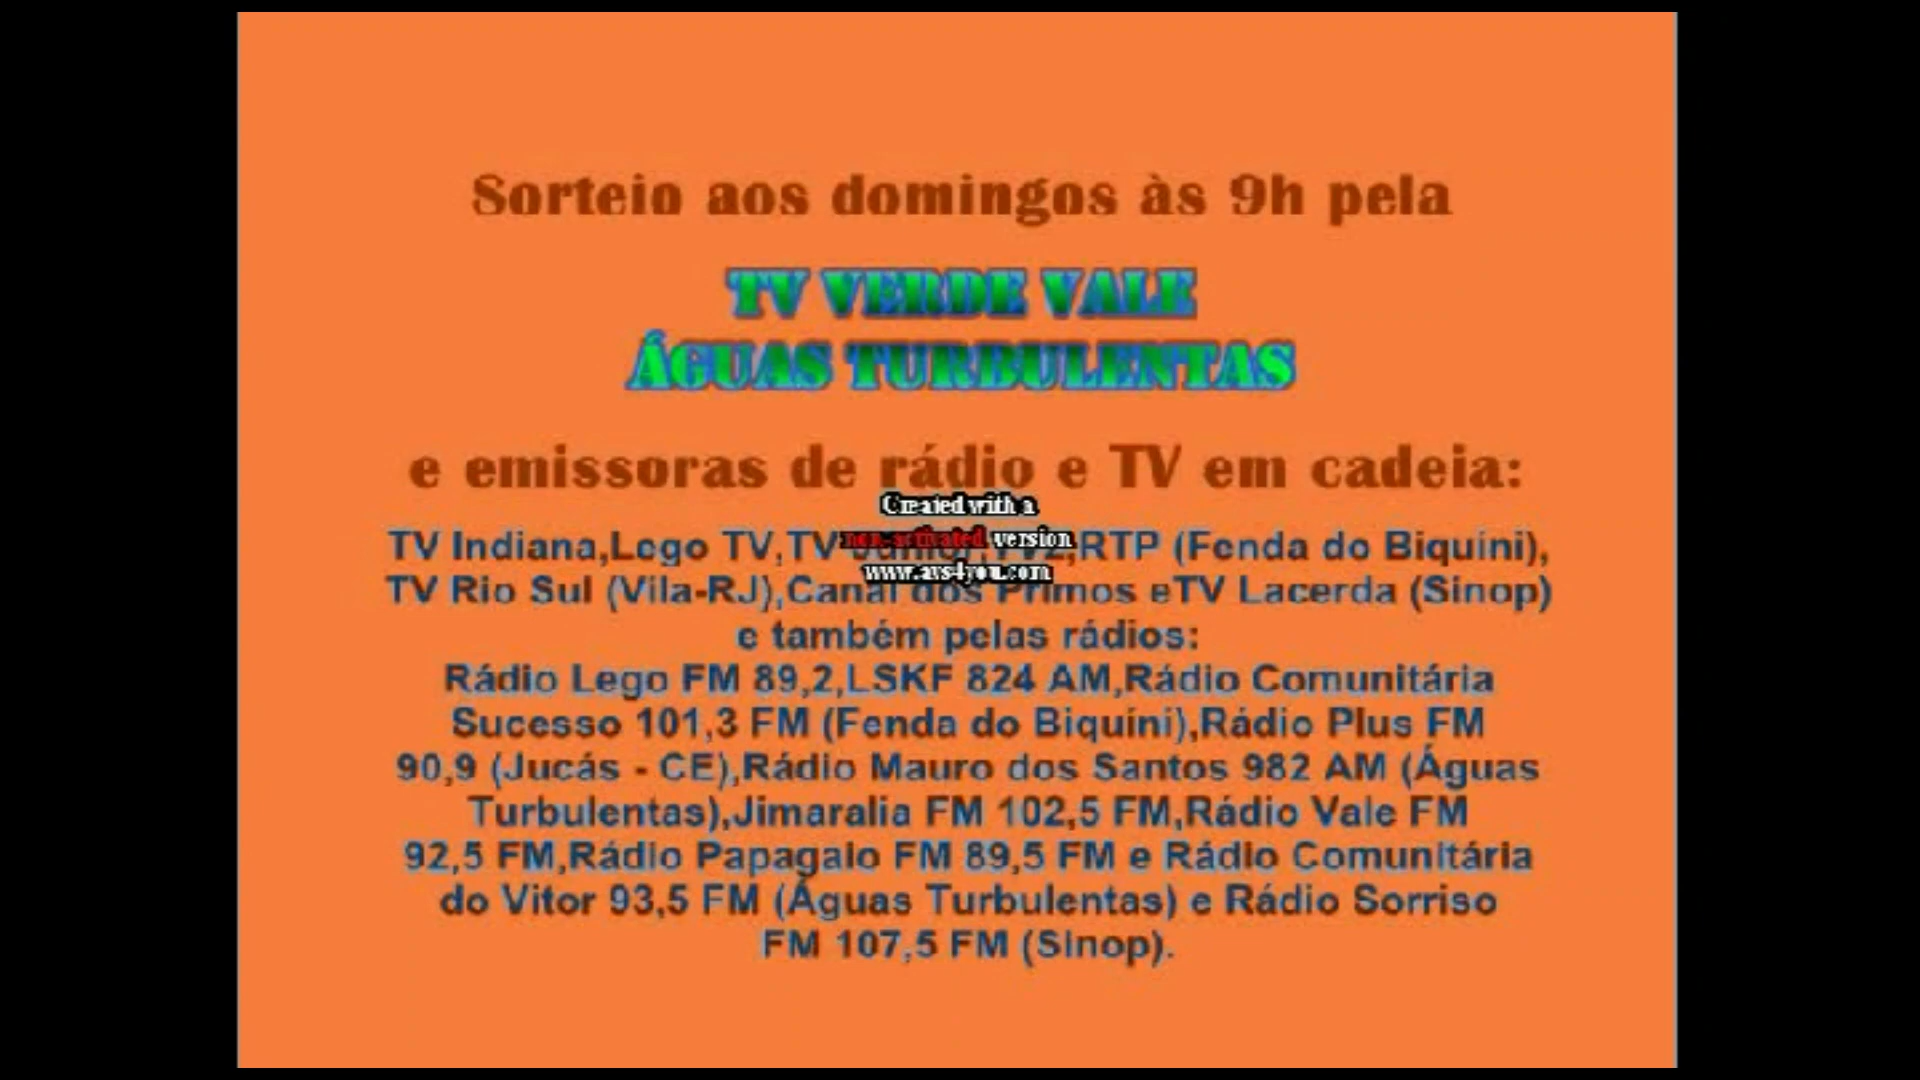 Sorteio aos domingos às 9h pela
TV VERDE VALE
ÁGUAS TURBULENTAS
e emissoras de rádio e TV em cadeia:
Created with a
non-activated version
www.avs4you.com
TV Indiana,Lego TV,TV Junior,TVZ,RTP (Fenda do Biquíni),
TV Rio Sul (Vila-RJ),Canal dos Primos eTV Lacerda (Sinop)
e também pelas rádios:
Rádio Lego FM 89,2,LSKF 824 AM,Rádio Comunitária
Sucesso 101,3 FM (Fenda do Biquíni),Rádio Plus FM
90,9 (Jucás - CE),Rádio Mauro dos Santos 982 AM (Águas
Turbulentas),Jimaralia FM 102,5 FM,Rádio Vale FM
92,5 FM,Rádio Papagaio FM 89,5 FM e Rádio Comunitária
do Vitor 93,5 FM (Águas Turbulentas) e Rádio Sorriso
FM 107,5 FM (Sinop).